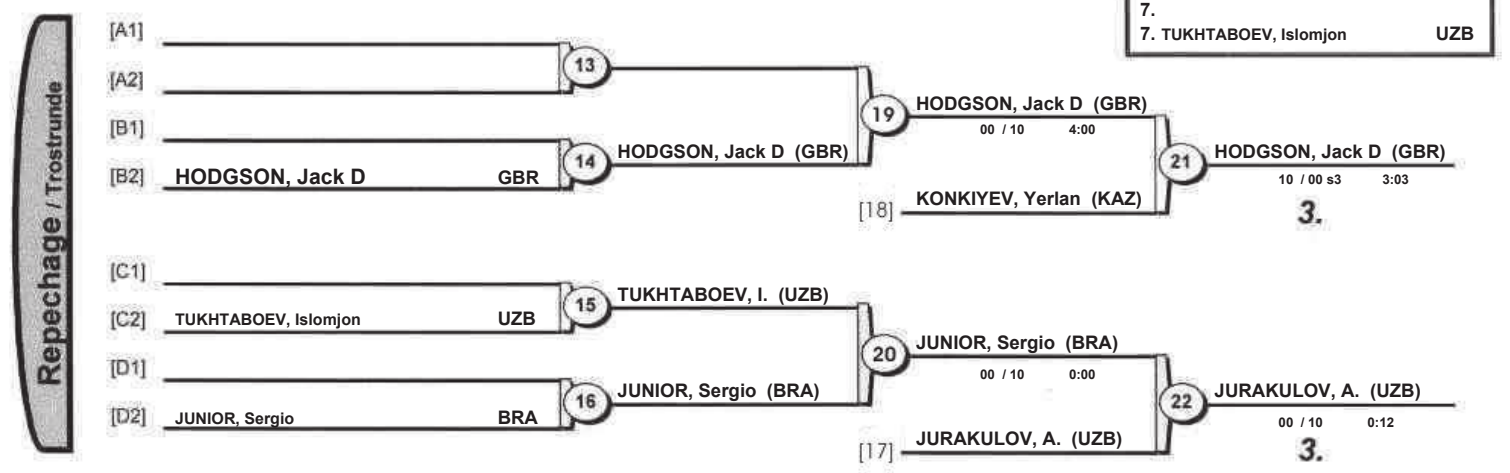 7.
7. TUKHTABOEV, Islomjon UZB
Repechage / Trostrunde
[A1]
13
[A2]
[B1]
19
HODGSON, Jack D (GBR)
00 / 10 4:00
14
HODGSON, Jack D (GBR)
21
HODGSON, Jack D (GBR)
[B2] HODGSON, Jack D GBR
10 / 00 s3 3:03
[18] KONKIYEV, Yerlan (KAZ)
3.
[C1]
15
TUKHTABOEV, I. (UZB)
[C2] TUKHTABOEV, Islomjon UZB
20
JUNIOR, Sergio (BRA)
00 / 10 0:00
[D1]
16
JUNIOR, Sergio (BRA)
22
JURAKULOV, A. (UZB)
[D2] JUNIOR, Sergio BRA
00 / 10 0:12
[17] JURAKULOV, A. (UZB)
3.